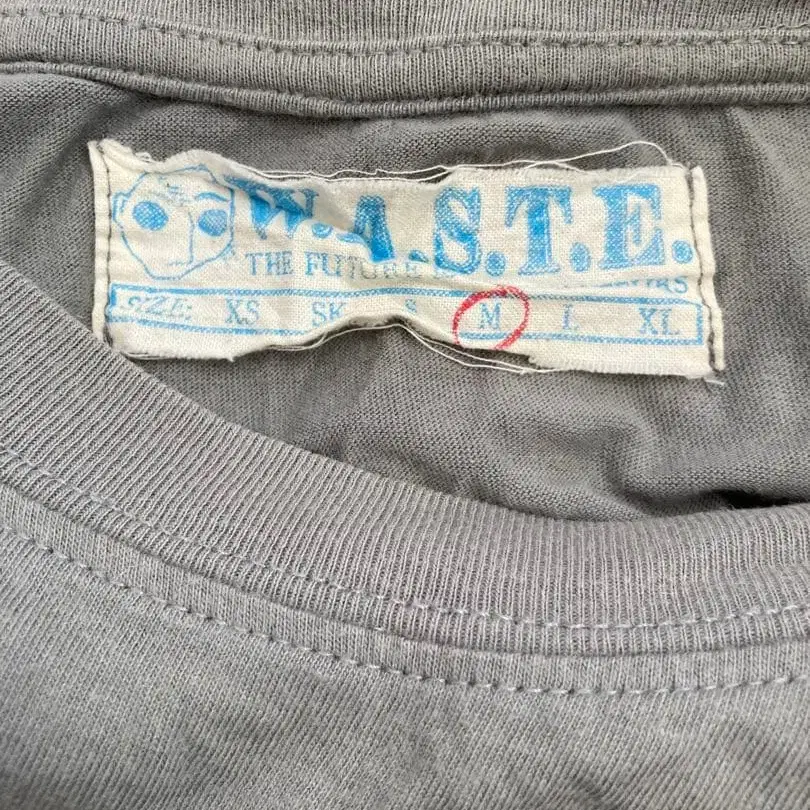 W.A.S.T.E.
THE FUTURE
SIZE: XS SK S M L XL